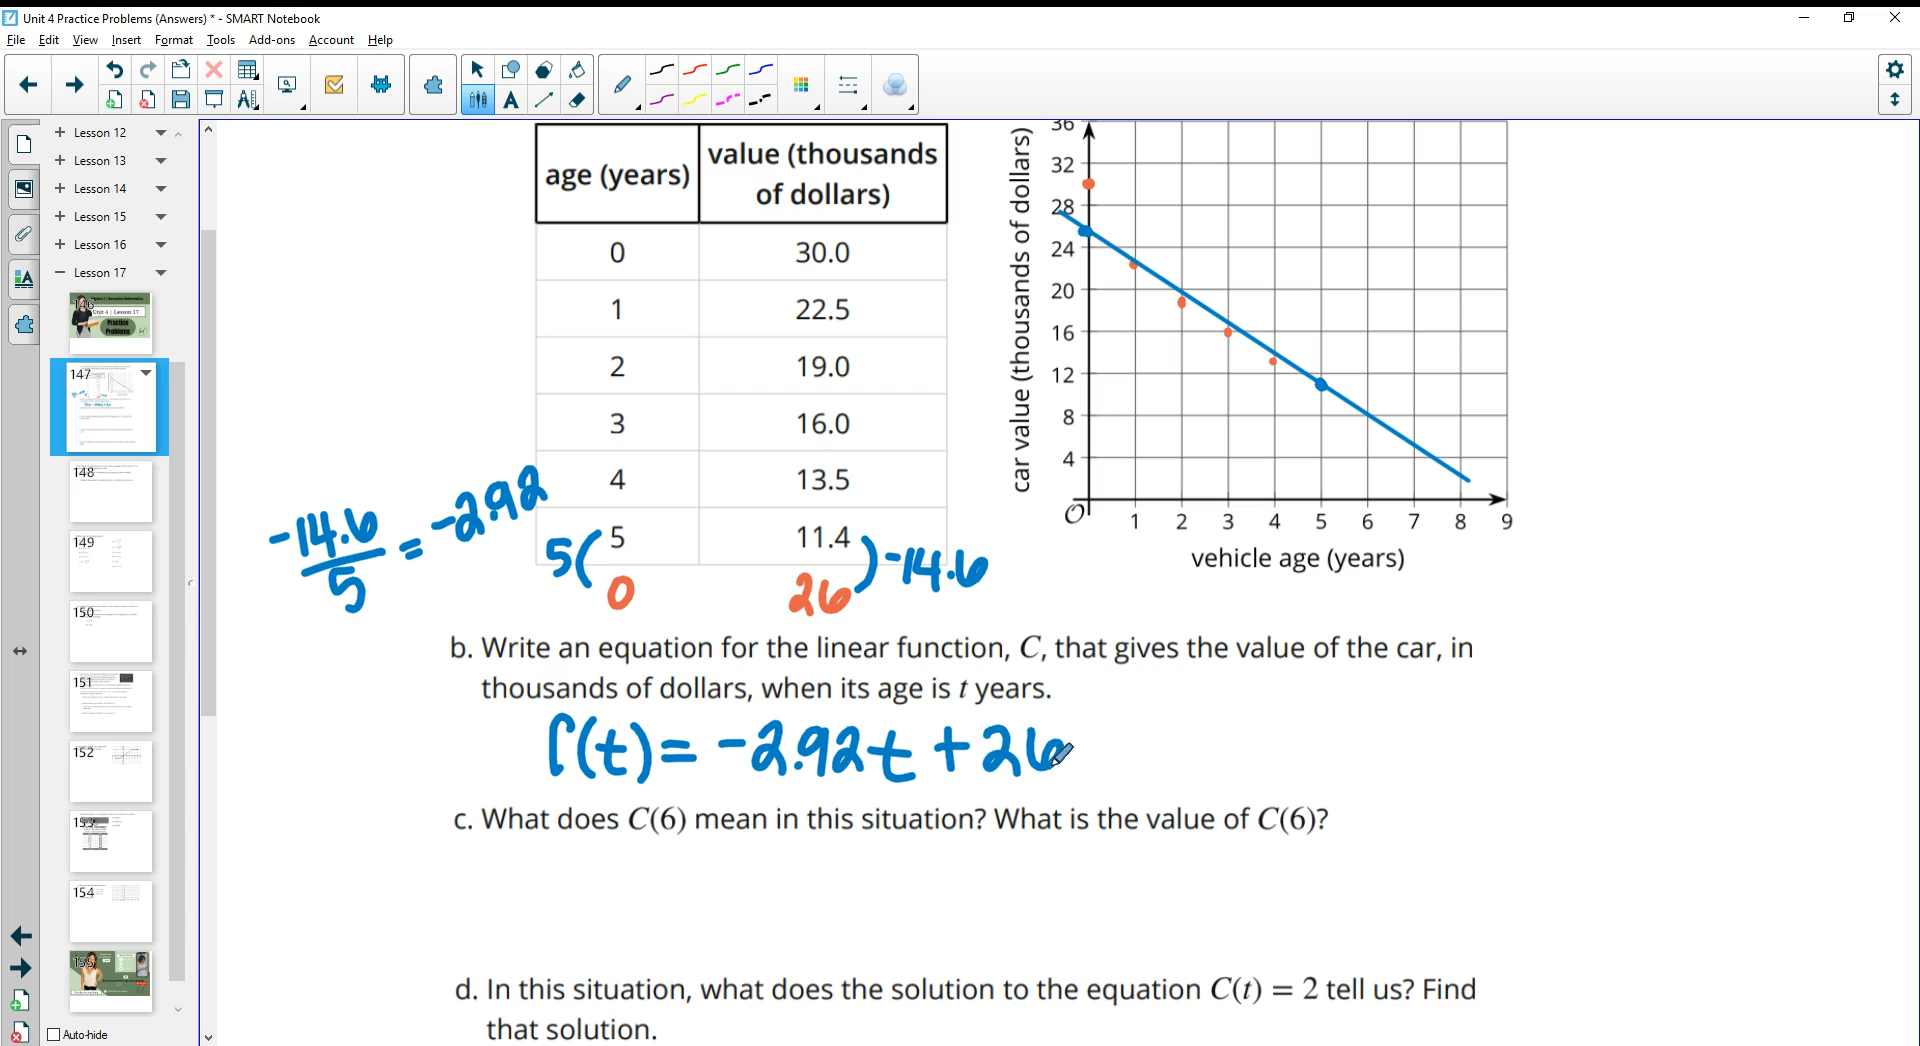 Unit 4 Practice Problems (Answers) * - SMART Notebook
File Edit View Insert Format Tools Add-ons Account Help
Lesson 12
Lesson 13
Lesson 14
Lesson 15
Lesson 16
Lesson 17
146
Unit 4 | Lesson 17
Practice
Problems
147
148
149
150
151
152
153
154
155
Auto-hide
age (years) value (thousands of dollars)
0 30.0
1 22.5
2 19.0
3 16.0
4 13.5
5 11.4
0 26
5( ) -14.6
-14.6/5 = -2.92
car value (thousands of dollars)
36
32
28
24
20
16
12
8
4
O 1 2 3 4 5 6 7 8 9
vehicle age (years)
b. Write an equation for the linear function, C, that gives the value of the car, in
thousands of dollars, when its age is t years.
C(t) = -2.92t + 26
c. What does C(6) mean in this situation? What is the value of C(6)?
d. In this situation, what does the solution to the equation C(t) = 2 tell us? Find
that solution.